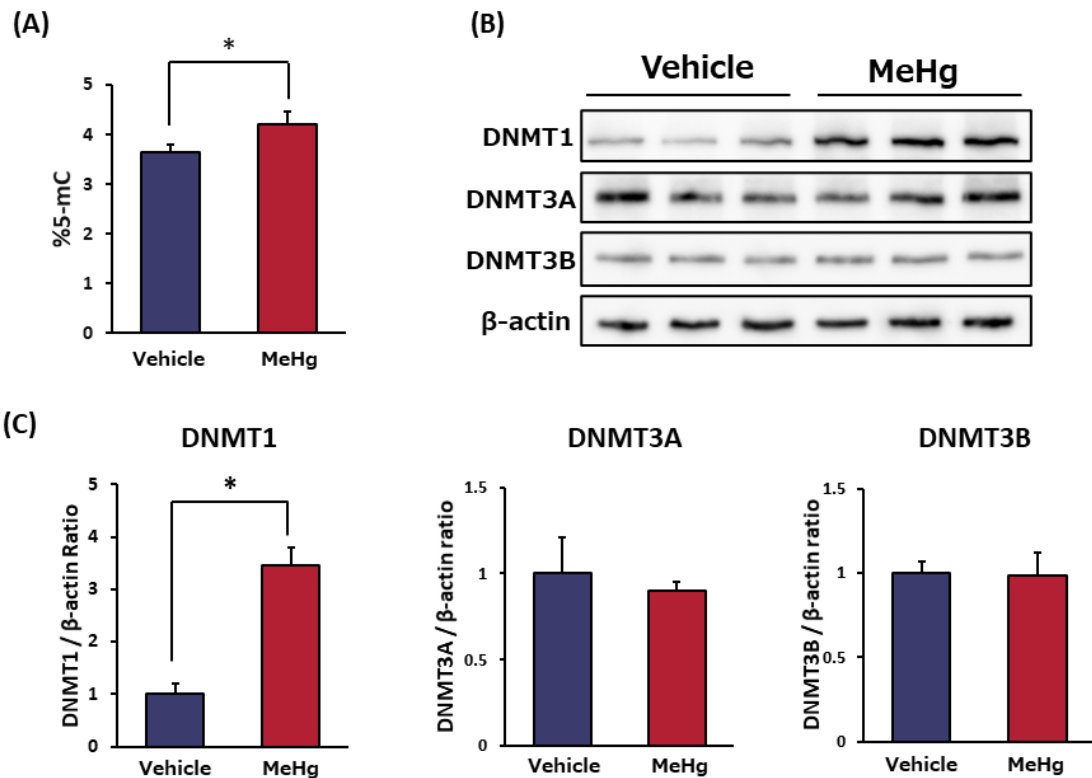 (A)
*
5
4
3
2
1
0
%5-mC
Vehicle MeHg
(B)
Vehicle MeHg
DNMT1
DNMT3A
DNMT3B
β-actin
(C)
DNMT1
*
5
4
3
2
1
0
DNMT1 / β-actin Ratio
Vehicle MeHg
DNMT3A
1.5
1
0.5
0
DNMT3A / β-actin ratio
Vehicle MeHg
DNMT3B
1.5
1
0.5
0
DNMT3B / β-actin ratio
Vehicle MeHg